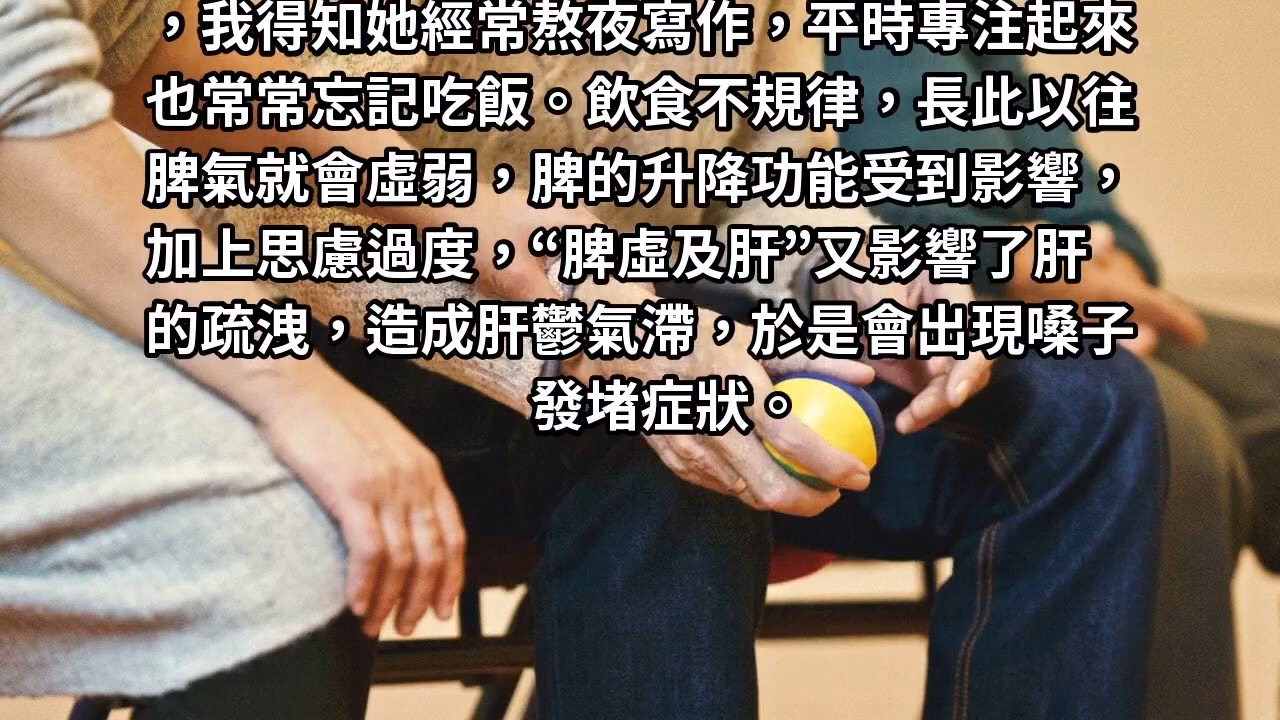 ，我得知她經常熬夜寫作，平時專注起來
也常常忘記吃飯。飲食不規律，長此以往
脾氣就會虛弱，脾的升降功能受到影響，
加上思慮過度，“脾虛及肝”又影響了肝
的疏洩，造成肝鬱氣滯，於是會出現嗓子
發堵症狀。